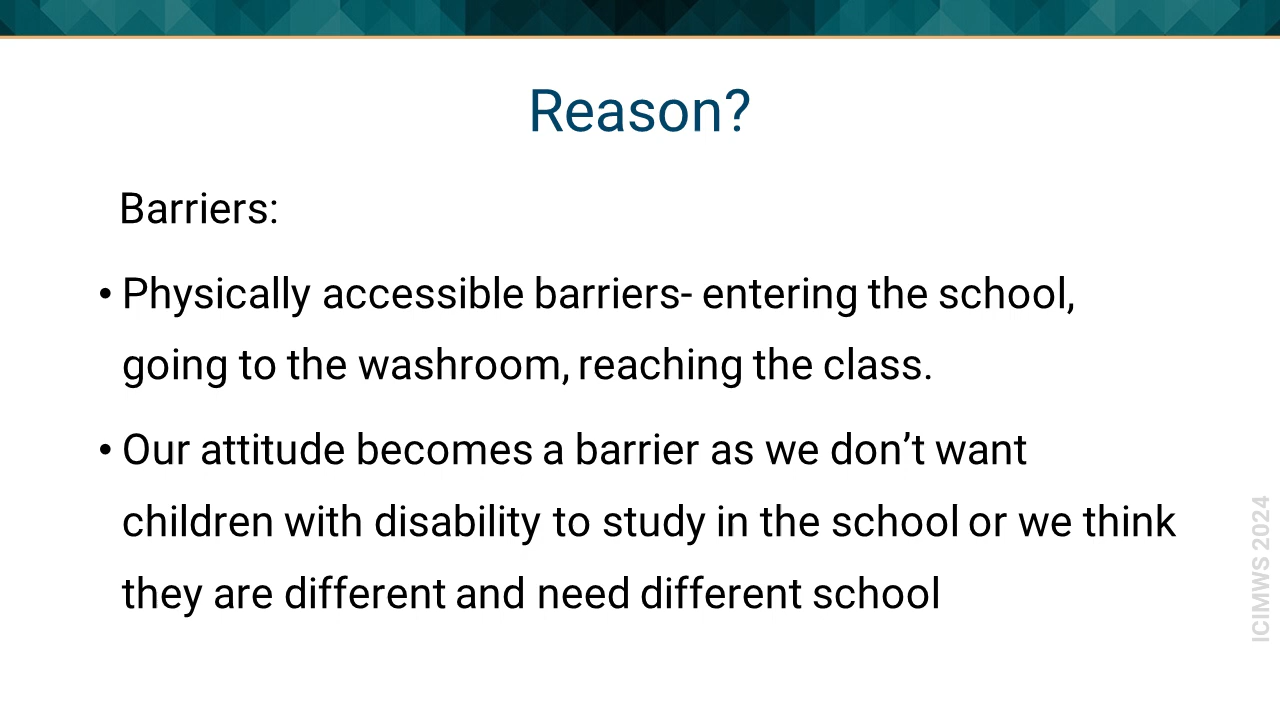 Reason?
Barriers:
• Physically accessible barriers- entering the school,
going to the washroom, reaching the class.
• Our attitude becomes a barrier as we don’t want
children with disability to study in the school or we think
they are different and need different school
ICIMWS 2024